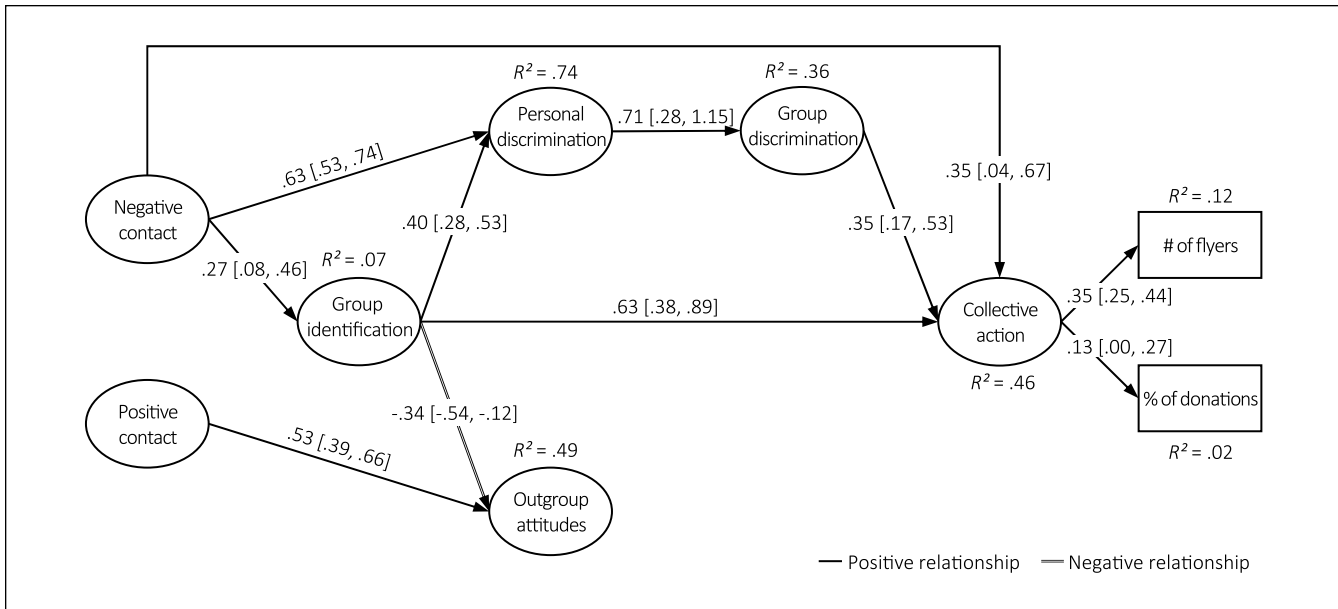 R² = .74
R² = .36
Personal
discrimination
.71 [.28, 1.15]
Group
discrimination
.63 [.53, .74]
.35 [.04, .67]
Negative
contact
.40 [.28, .53]
.35 [.17, .53]
R² = .12
# of flyers
.27 [.08, .46]
R² = .07
Group
identification
.63 [.38, .89]
Collective
action
.35 [.25, .44]
.13 [.00, .27]
R² = .46
% of donations
R² = .02
Positive
contact
-.34 [-.54, -.12]
.53 [.39, .66]
R² = .49
Outgroup
attitudes
Positive relationship
Negative relationship